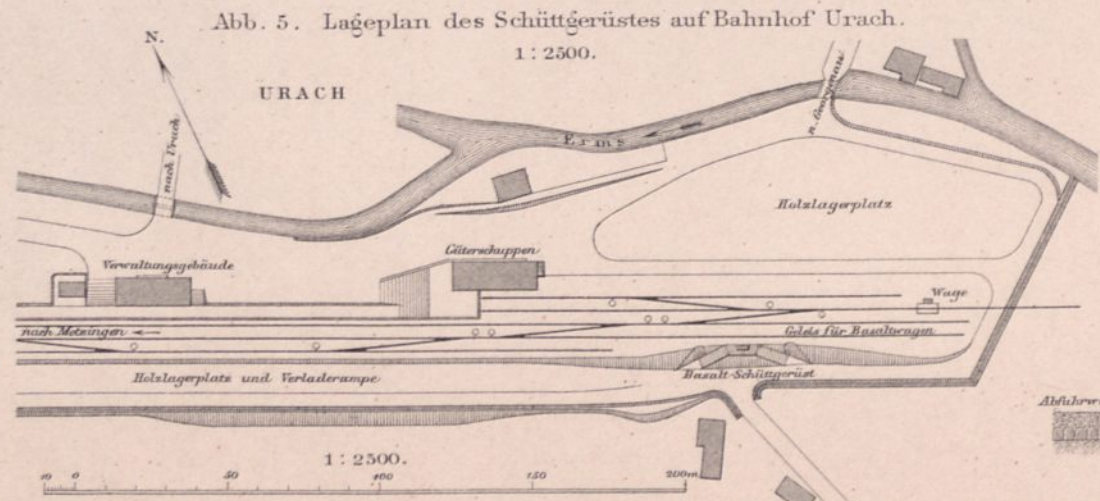 Abb. 5. Lageplan des Schüttgerüstes auf Bahnhof Urach.
1 : 2500.
N.
URACH
nach Urach
Erms
Holzlagerplatz
Verwaltungsgebäude
Güterschuppen
Wage
nach Metzingen
Geleis für Basaltwagen
Holzlagerplatz und Verladerampe
Basalt-Schüttgerüst
1 : 2500.
10 0 50 100 150 200m